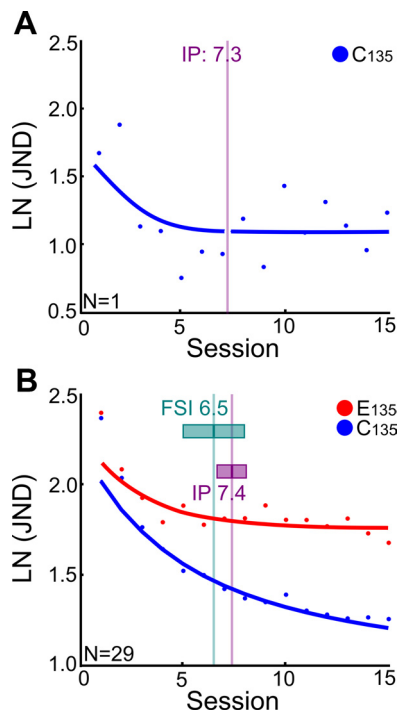 A
2.5
IP: 7.3
C135
2.0
LN (JND)
1.5
1.0
N=1
0.5
0
5
10
15
Session
B
2.5
FSI 6.5
E135
C135
2.0
IP 7.4
LN (JND)
1.5
N=29
1.0
0
5
10
15
Session